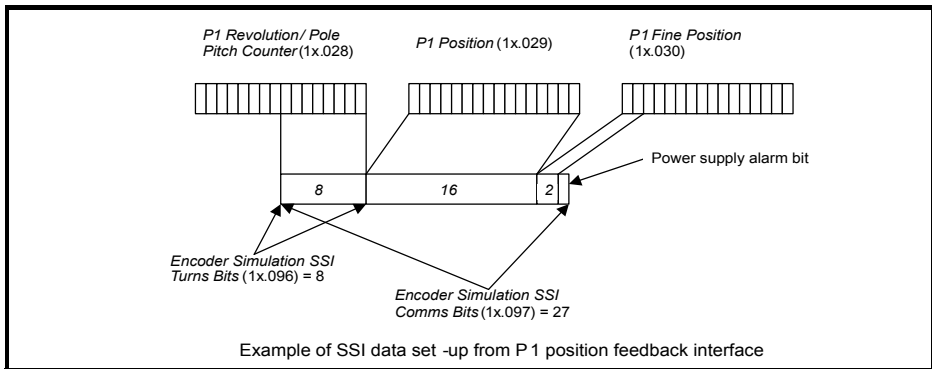 P1 Revolution/ Pole
Pitch Counter (1x.028)
P1 Position (1x.029)
P1 Fine Position
(1x.030)
Power supply alarm bit
8
16
2
Encoder Simulation SSI
Turns Bits (1x.096) = 8
Encoder Simulation SSI
Comms Bits (1x.097) = 27
Example of SSI data set -up from P1 position feedback interface